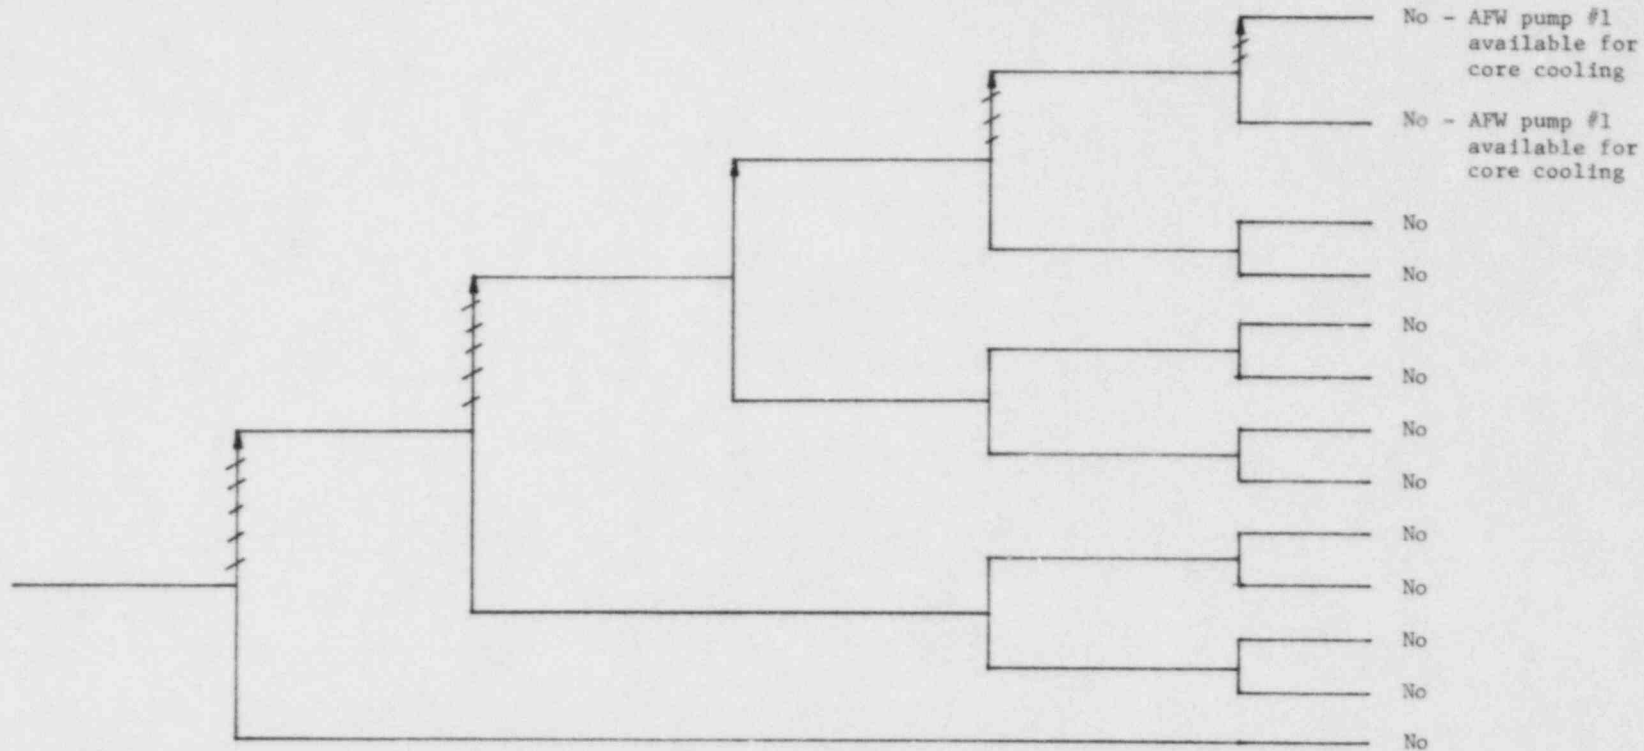 No - AFW pump #1
available for
core cooling
No - AFW pump #1
available for
core cooling
No
No
No
No
No
No
No
No
No
No
No